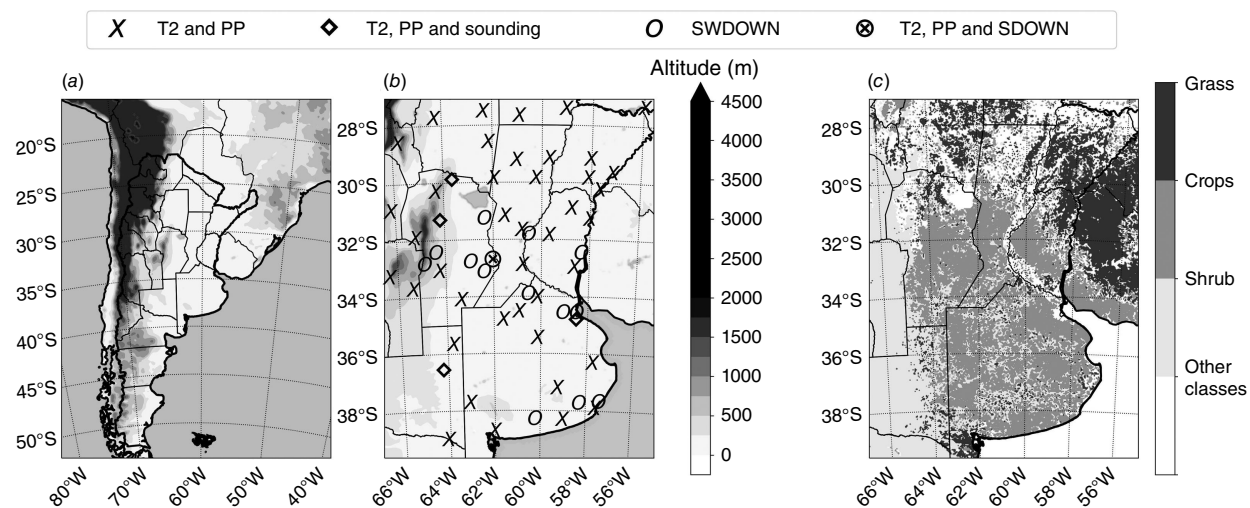 X T2 and PP ◇ T2, PP and sounding O SWDOWN ⊗ T2, PP and SDOWN
(a)
20°S
25°S
30°S
35°S
40°S
45°S
50°S
80°W 70°W 60°W 50°W 40°W
(b)
28°S
30°S
32°S
34°S
36°S
38°S
66°W 64°W 62°W 60°W 58°W 56°W
Altitude (m)
4500
4000
3500
3000
2500
2000
1500
1000
500
0
(c)
28°S
30°S
32°S
34°S
36°S
38°S
66°W 64°W 62°W 60°W 58°W 56°W
Grass
Crops
Shrub
Other
classes